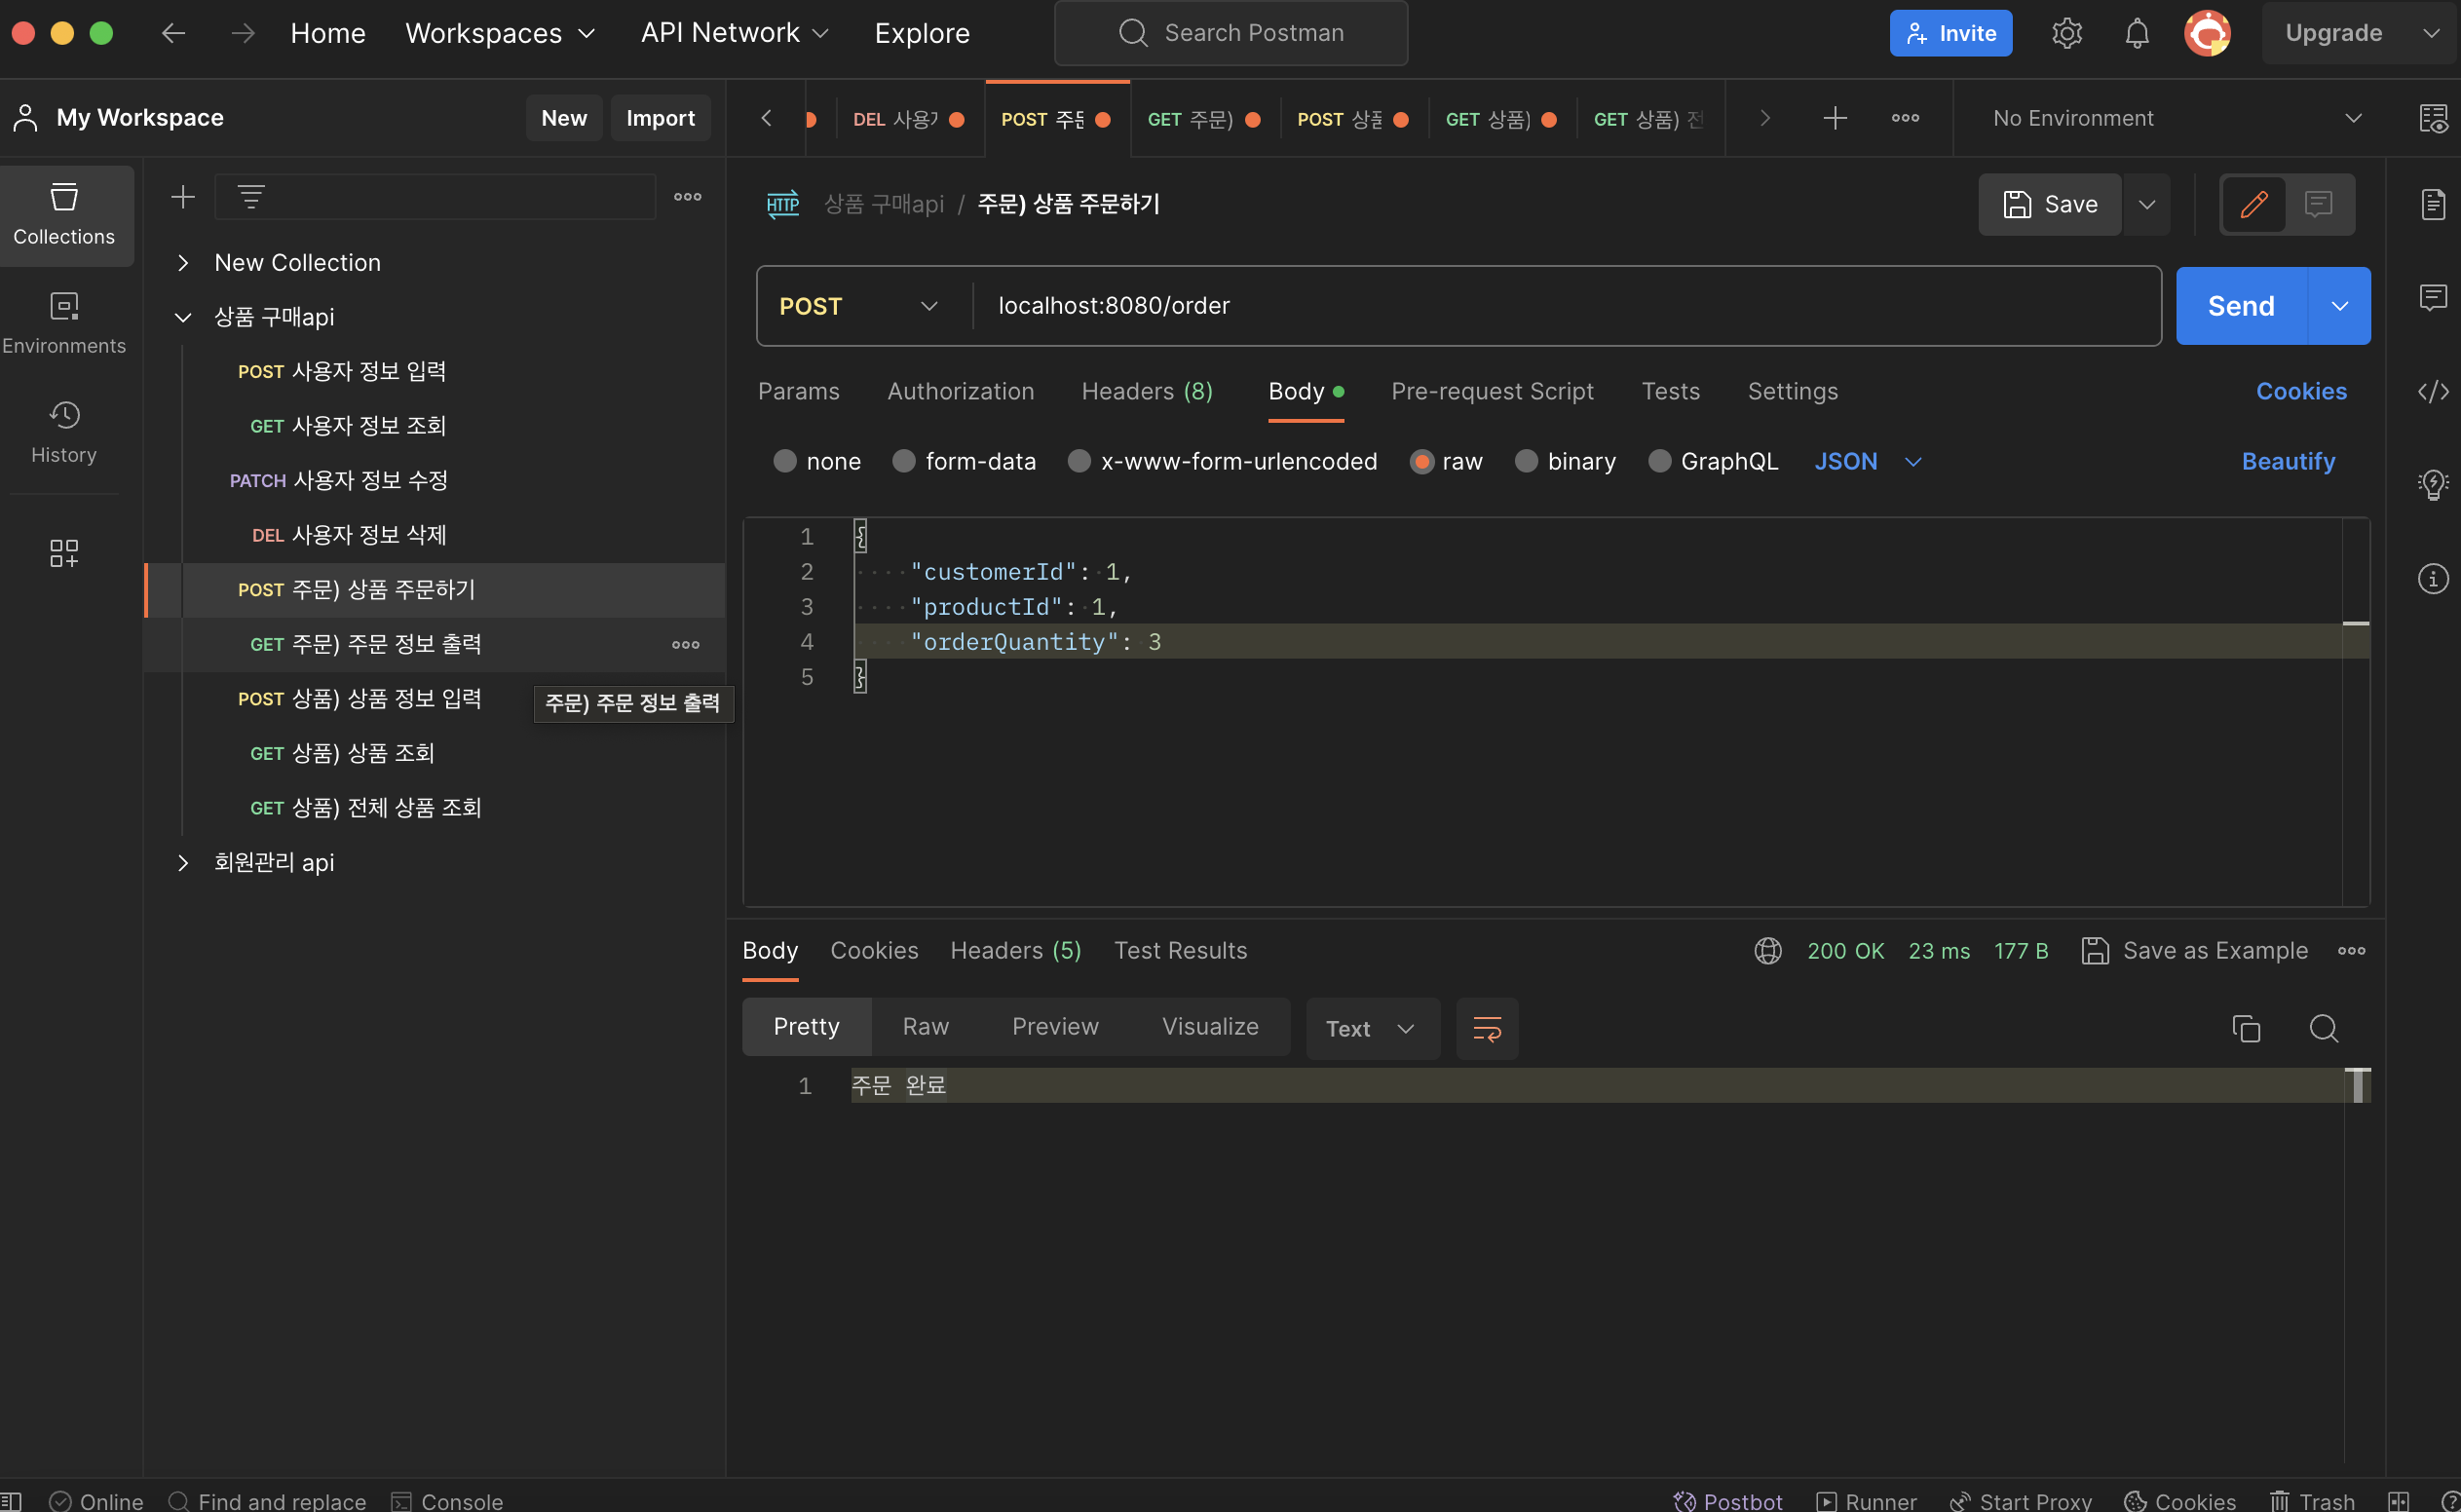 Home Workspaces API Network Explore Search Postman Invite Upgrade
My Workspace New Import
DEL 사용 POST 주문 GET 주문) POST 상품 GET 상품) GET 상품) 전 No Environment
Collections
Environments
History
New Collection
상품 구매api
POST 사용자 정보 입력
GET 사용자 정보 조회
PATCH 사용자 정보 수정
DEL 사용자 정보 삭제
POST 주문) 상품 주문하기
GET 주문) 주문 정보 출력
POST 상품) 상품 정보 입력
주문) 주문 정보 출력
GET 상품) 상품 조회
GET 상품) 전체 상품 조회
회원관리 api
HTTP 상품 구매api / 주문) 상품 주문하기 Save
POST localhost:8080/order Send
Params Authorization Headers (8) Body Pre-request Script Tests Settings Cookies
none form-data x-www-form-urlencoded raw binary GraphQL JSON Beautify
1 {
2 "customerId": 1,
3 "productId": 1,
4 "orderQuantity": 3
5 }
Body Cookies Headers (5) Test Results 200 OK 23 ms 177 B Save as Example
Pretty Raw Preview Visualize Text
1 주문 완료
Online Find and replace Console Postbot Runner Start Proxy Cookies Trash